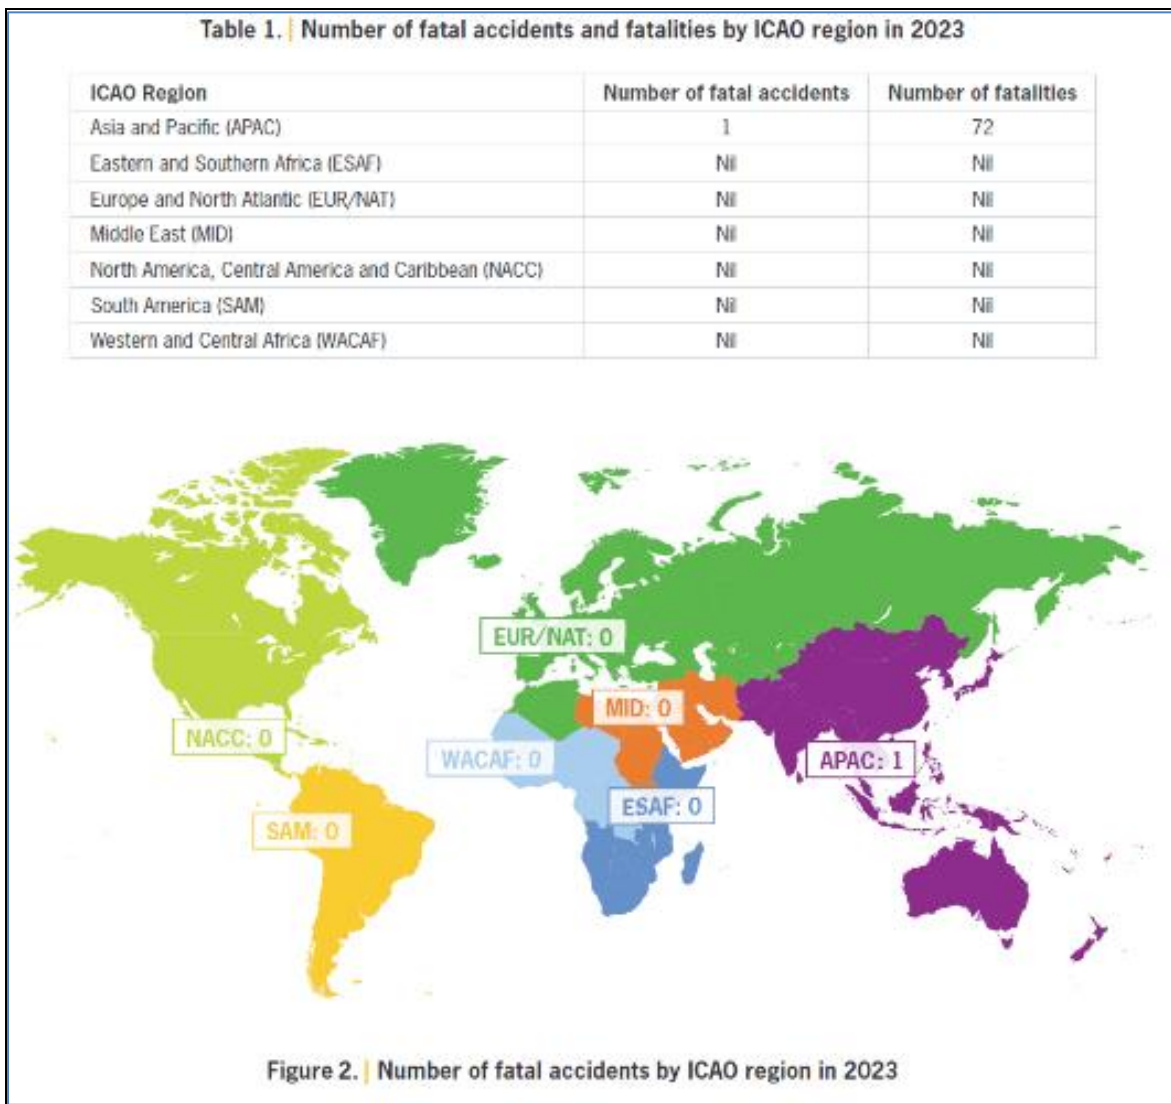 Table 1. | Number of fatal accidents and fatalities by ICAO region in 2023
ICAO Region Number of fatal accidents Number of fatalities
Asia and Pacific (APAC) 1 72
Eastern and Southern Africa (ESAF) Nil Nil
Europe and North Atlantic (EUR/NAT) Nil Nil
Middle East (MID) Nil Nil
North America, Central America and Caribbean (NACC) Nil Nil
South America (SAM) Nil Nil
Western and Central Africa (WACAF) Nil Nil
EUR/NAT: 0
MID: 0
NACC: 0
WACAF: 0
APAC: 1
ESAF: 0
SAM: 0
Figure 2. | Number of fatal accidents by ICAO region in 2023